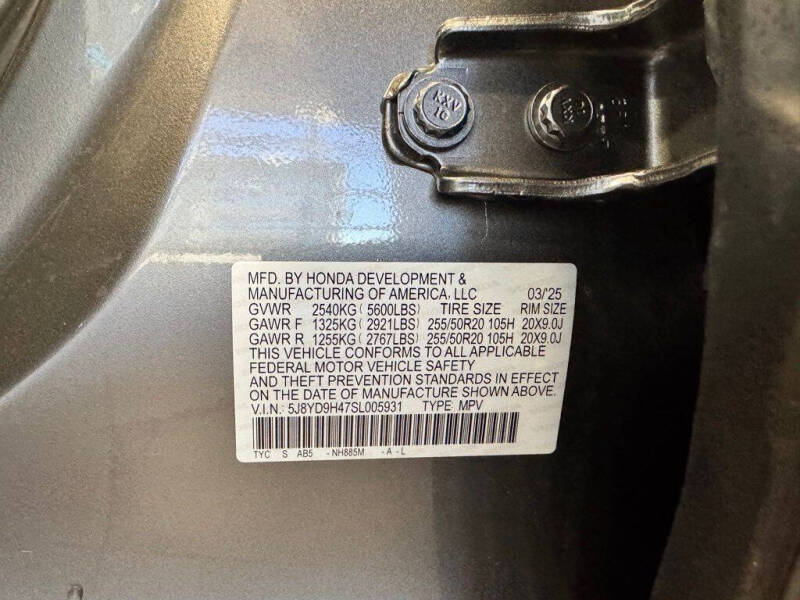 KXN
10
KXN
MFD. BY HONDA DEVELOPMENT &
MANUFACTURING OF AMERICA, LLC 03/'25
GVWR 2540KG ( 5600LBS) TIRE SIZE RIM SIZE
GAWR F 1325KG ( 2921LBS) 255/50R20 105H 20X9.0J
GAWR R 1255KG ( 2767LBS) 255/50R20 105H 20X9.0J
THIS VEHICLE CONFORMS TO ALL APPLICABLE
FEDERAL MOTOR VEHICLE SAFETY
AND THEFT PREVENTION STANDARDS IN EFFECT
ON THE DATE OF MANUFACTURE SHOWN ABOVE.
V.I.N.: 5J8YD9H47SL005931 TYPE: MPV
TYC S AB5 - NH885M - A - L